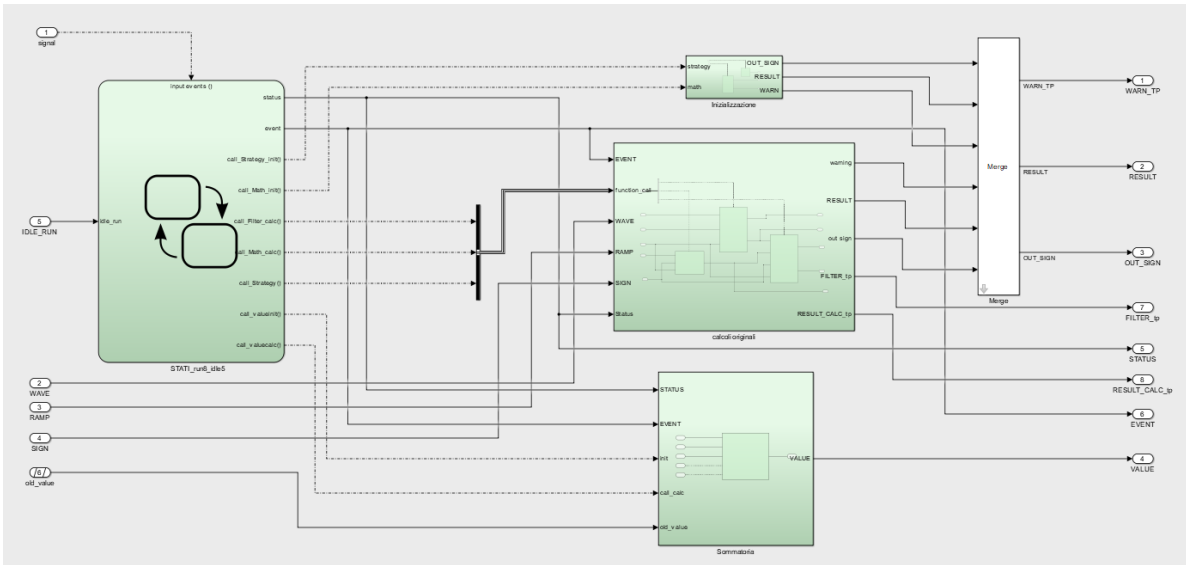 1
signal
input events ()
status
event
call_Strategy_init()
call_Math_init()
call_Filter_calc()
call_Math_calc()
call_Strategy()
call_valueinit()
call_valuecalc()
idle_run
STATI_run6_idle5
5
IDLE_RUN
2
WAVE
3
RAMP
4
SIGN
6
old_value
strategy
math
OUT_SIGN
RESULT
WARN
Inizializzazione
EVENT
function_call
WAVE
RAMP
SIGN
Status
warning
RESULT
out sign
FILTER_tp
RESULT_CALC_tp
calcoli originali
STATUS
EVENT
init
call_calc
old_value
VALUE
Sommatoria
Merge
Merge
WARN_TP
RESULT
OUT_SIGN
1
WARN_TP
2
RESULT
3
OUT_SIGN
7
FILTER_tp
5
STATUS
8
RESULT_CALC_tp
6
EVENT
4
VALUE